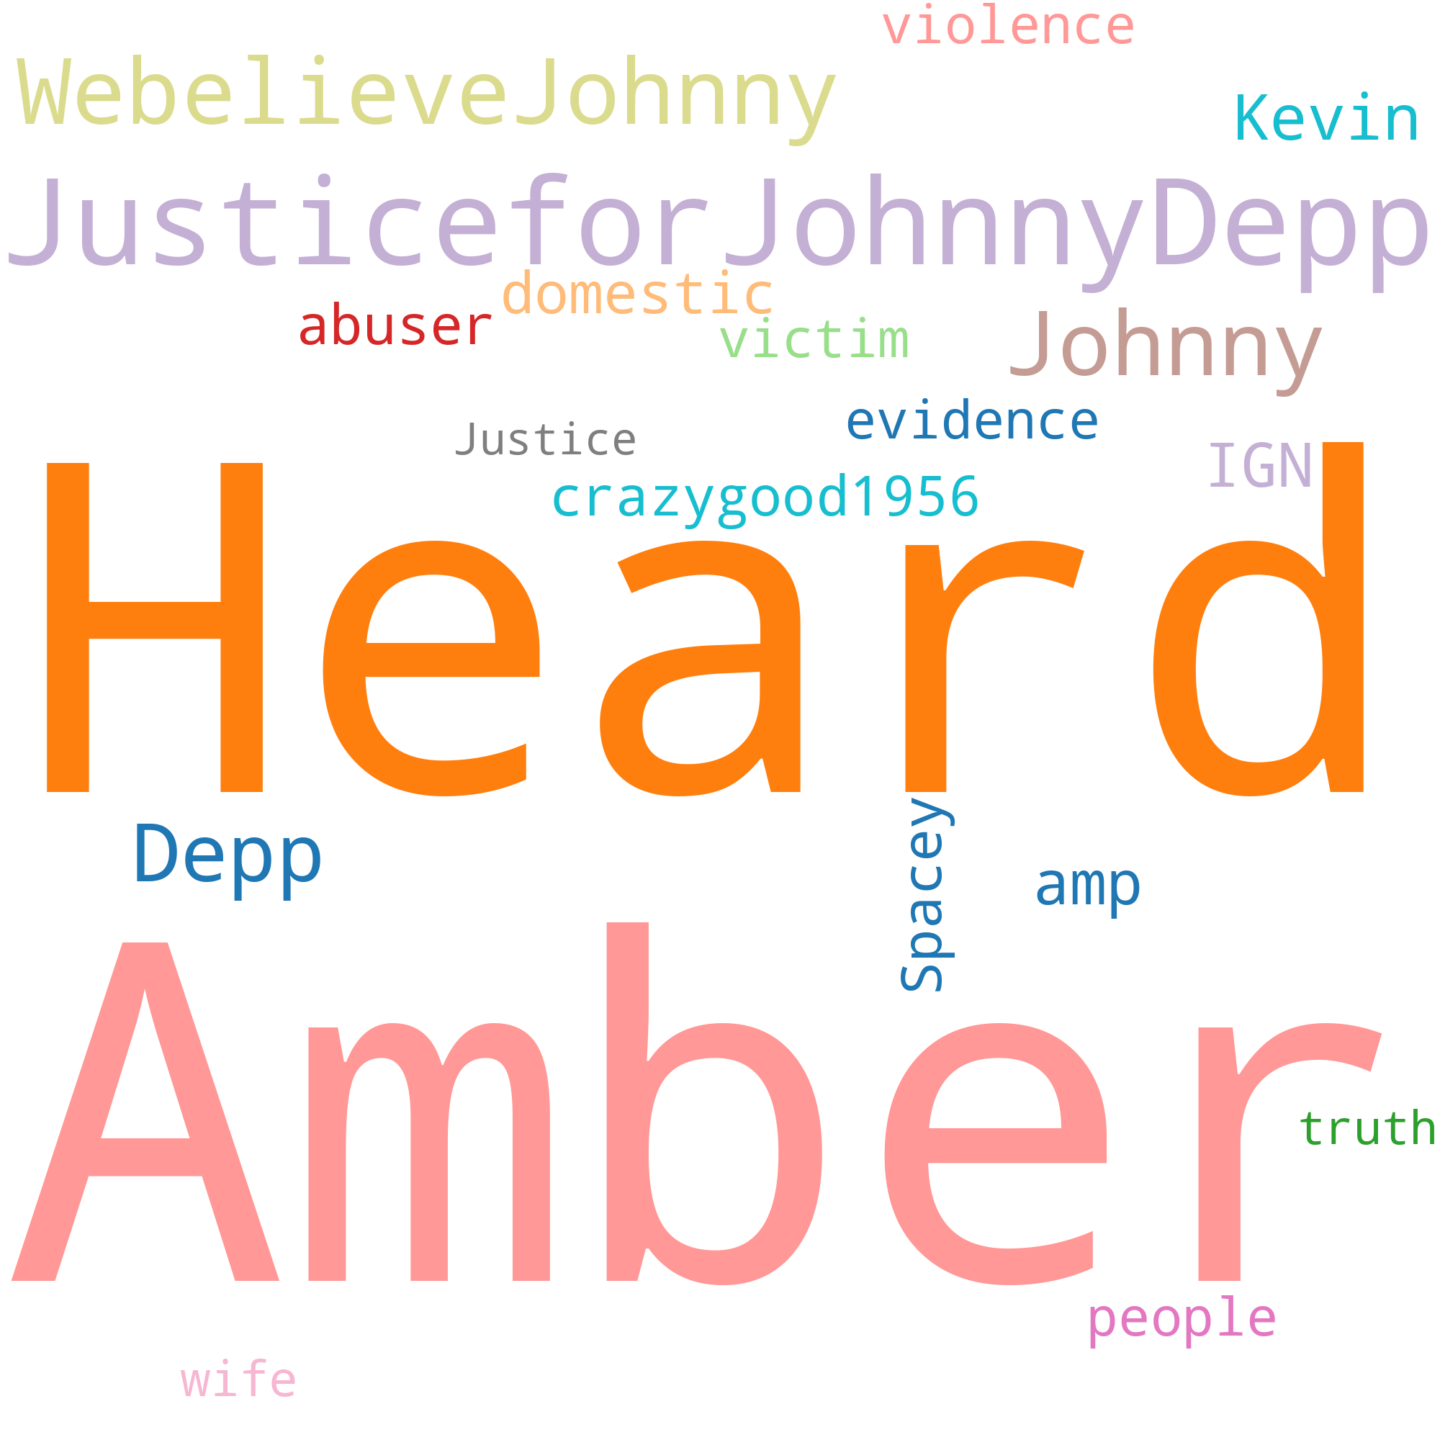 violence
WebelieveJohnny
Kevin
JusticeforJohnnyDepp
domestic
abuser
victim
Johnny
evidence
Justice
IGN
crazygood1956
Heard
Depp
Spacey
amp
Amber
truth
people
wife